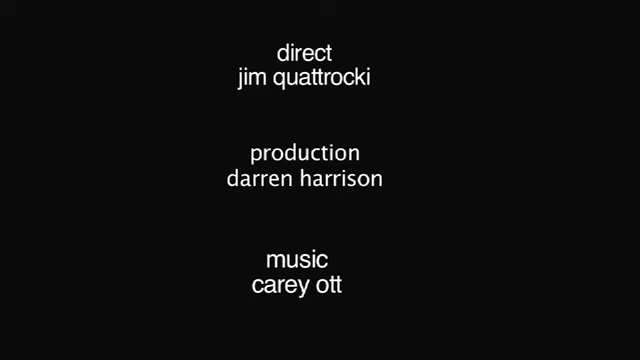 direct
jim quattrocki
production
darren harrison
music
carey ott